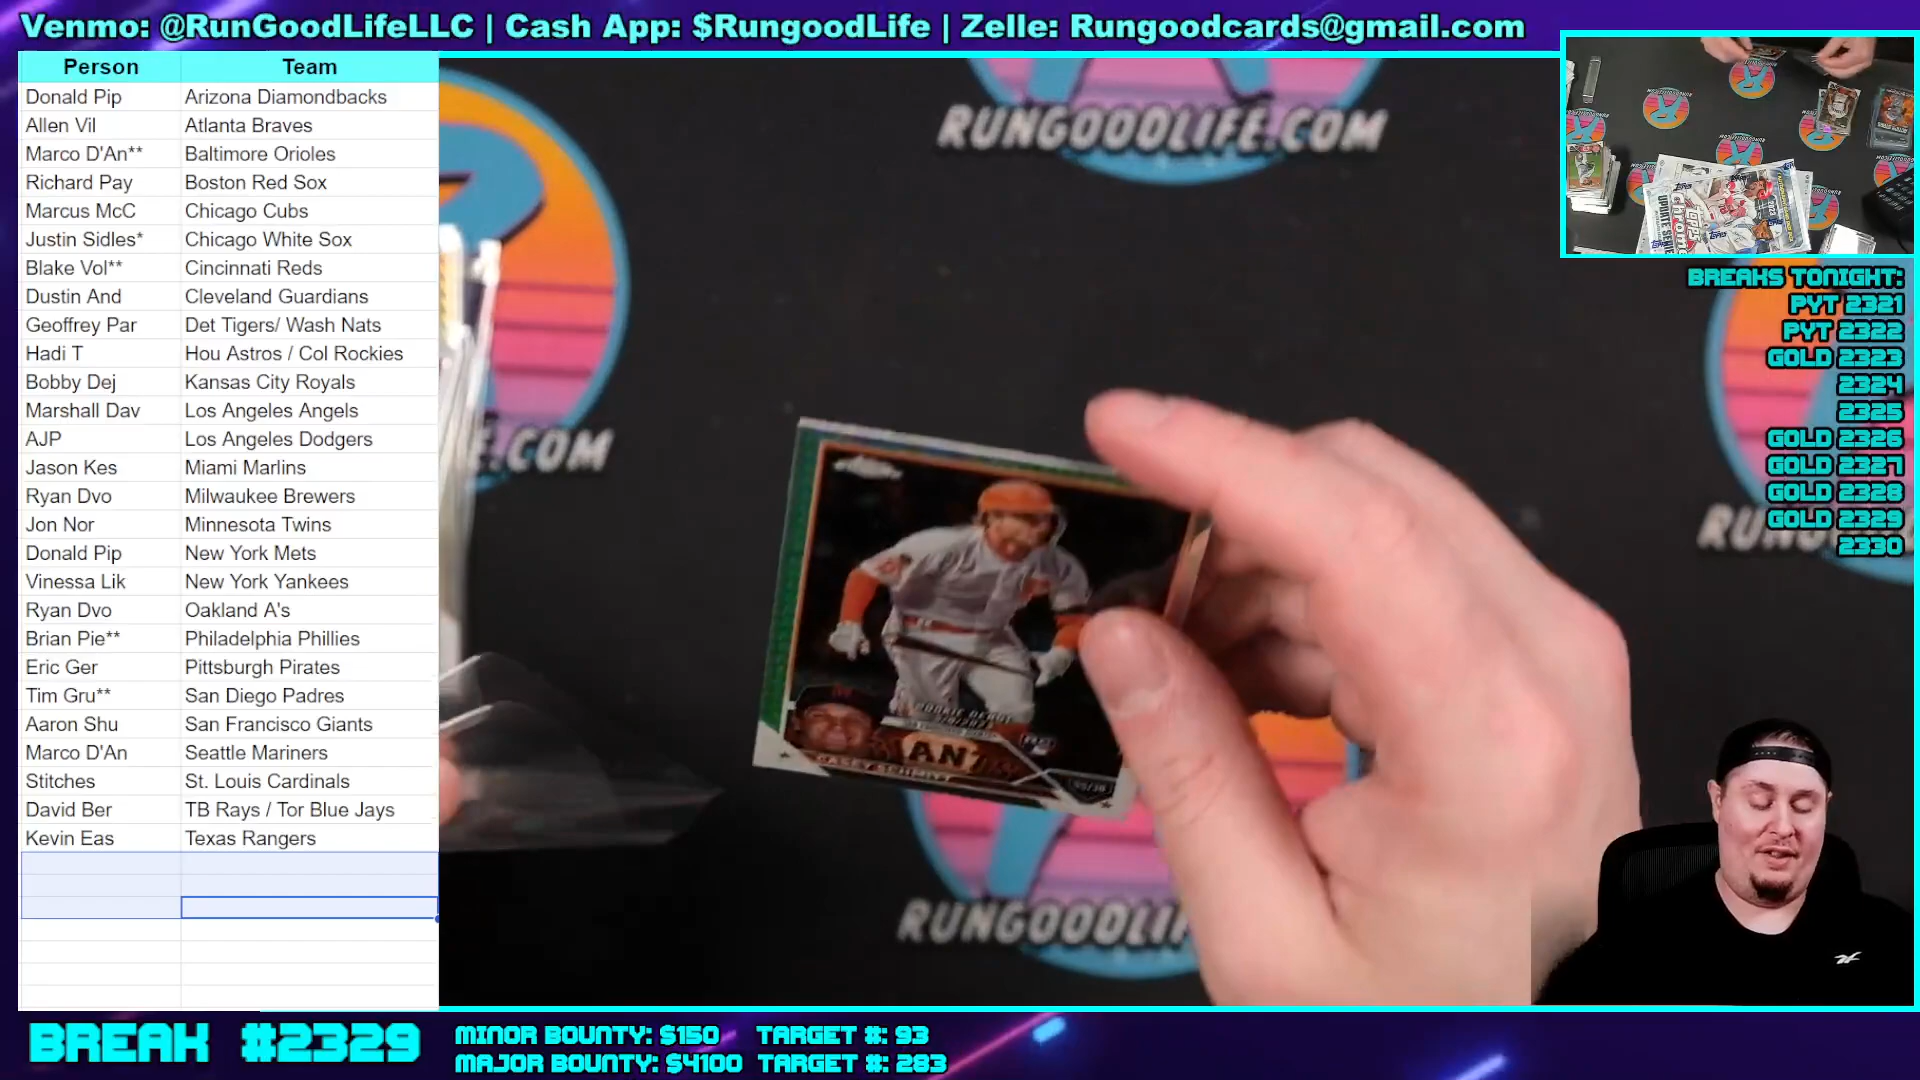 Venmo: @RunGoodLifeLLC | Cash App: $RungoodLife | Zelle: Rungoodcards@gmail.com
Person Team
Donald Pip Arizona Diamondbacks
Allen Vil Atlanta Braves
Marco D'An** Baltimore Orioles
Richard Pay Boston Red Sox
Marcus McC Chicago Cubs
Justin Sidles* Chicago White Sox
Blake Vol** Cincinnati Reds
Dustin And Cleveland Guardians
Geoffrey Par Det Tigers/ Wash Nats
Hadi T Hou Astros / Col Rockies
Bobby Dej Kansas City Royals
Marshall Dav Los Angeles Angels
AJP Los Angeles Dodgers
Jason Kes Miami Marlins
Ryan Dvo Milwaukee Brewers
Jon Nor Minnesota Twins
Donald Pip New York Mets
Vinessa Lik New York Yankees
Ryan Dvo Oakland A's
Brian Pie** Philadelphia Phillies
Eric Ger Pittsburgh Pirates
Tim Gru** San Diego Padres
Aaron Shu San Francisco Giants
Marco D'An Seattle Mariners
Stitches St. Louis Cardinals
David Ber TB Rays / Tor Blue Jays
Kevin Eas Texas Rangers
RUNGOODLIFE.COM
E.COM
RUNG
RUNGOODLI
CASEY SCHMITT
BREAKS TONIGHT:
PYT 2321
PYT 2322
GOLD 2323
2324
2325
GOLD 2326
GOLD 2327
GOLD 2328
GOLD 2329
2330
BREAK #2329
MINOR BOUNTY: $150 TARGET #: 93
MAJOR BOUNTY: $4100 TARGET #: 283